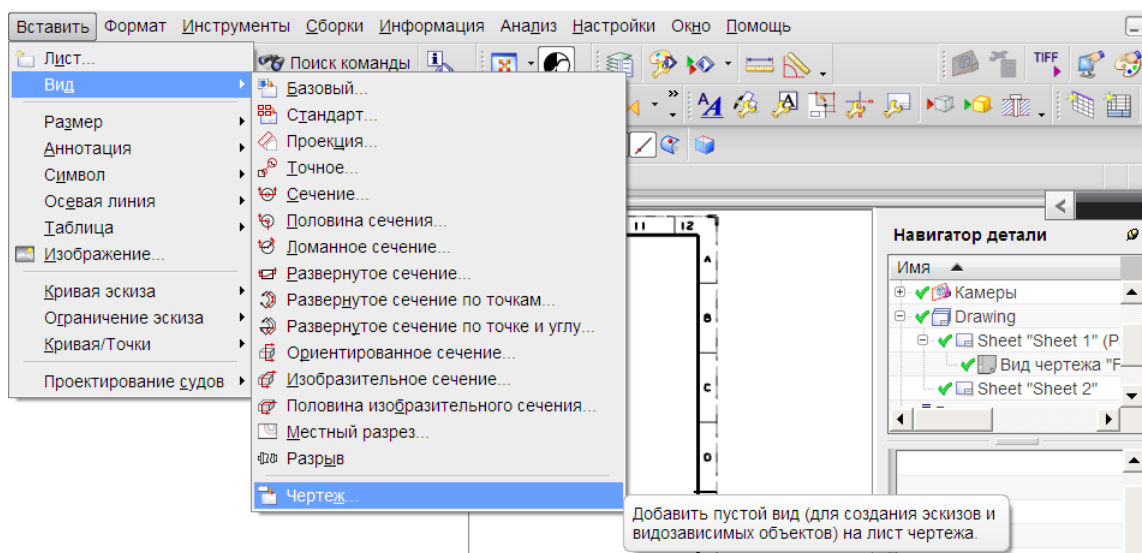 Вставить Формат Инструменты Сборки Информация Анализ Настройки Окно Помощь
Лист...
Вид
Размер
Аннотация
Символ
Осевая линия
Таблица
Изображение...
Кривая эскиза
Ограничение эскиза
Кривая/Точки
Проектирование судов
Поиск команды
TIFF
Базовый...
Стандарт...
Проекция...
Точное...
Сечение...
Половина сечения...
Ломанное сечение...
Развернутое сечение...
Развернутое сечение по точкам...
Развернутое сечение по точке и углу...
Ориентированное сечение...
Изобразительное сечение...
Половина изобразительного сечения...
Местный разрез...
Разрыв
Чертеж...
11 12
A
B
C
D
Добавить пустой вид (для создания эскизов и
видозависимых объектов) на лист чертежа.
Навигатор детали
Имя
Камеры
Drawing
Sheet "Sheet 1" (P
Вид чертежа "F
Sheet "Sheet 2"